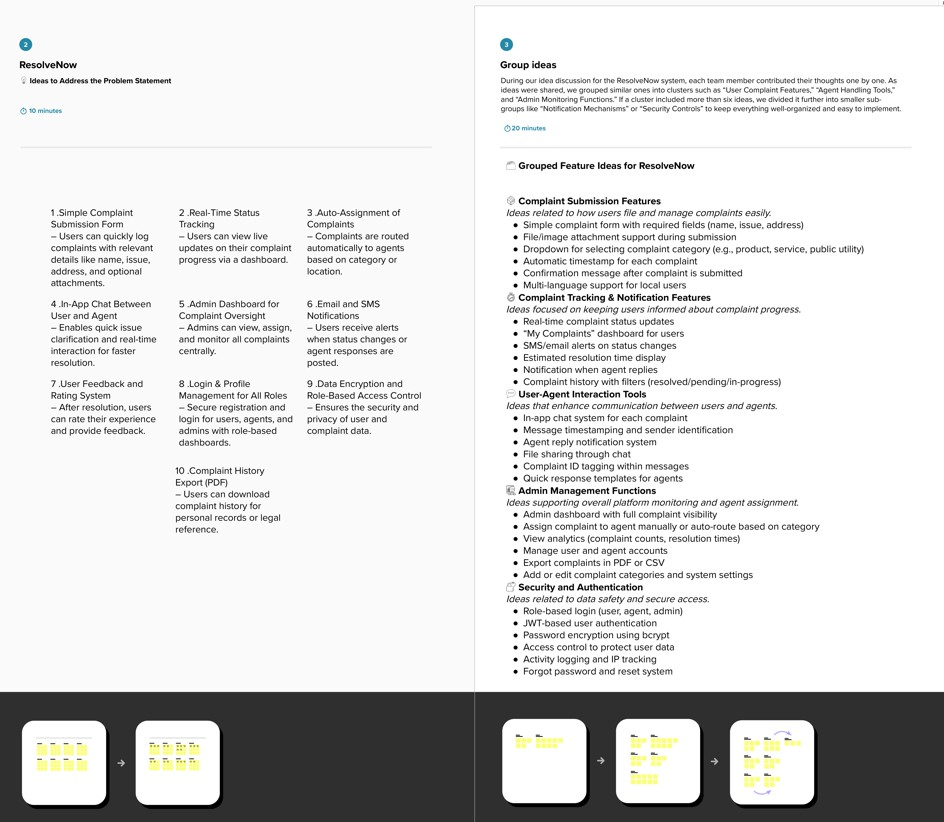 2
ResolveNow
Ideas to Address the Problem Statement
10 minutes
1 .Simple Complaint
Submission Form
– Users can quickly log
complaints with relevant
details like name, issue,
address, and optional
attachments.
2 .Real-Time Status
Tracking
– Users can view live
updates on their complaint
progress via a dashboard.
3 .Auto-Assignment of
Complaints
– Complaints are routed
automatically to agents
based on category or
location.
4 .In-App Chat Between
User and Agent
– Enables quick issue
clarification and real-time
interaction for faster
resolution.
5 .Admin Dashboard for
Complaint Oversight
– Admins can view, assign,
and monitor all complaints
centrally.
6 .Email and SMS
Notifications
– Users receive alerts
when status changes or
agent responses are
posted.
7 .User Feedback and
Rating System
– After resolution, users
can rate their experience
and provide feedback.
8 .Login & Profile
Management for All Roles
– Secure registration and
login for users, agents, and
admins with role-based
dashboards.
9 .Data Encryption and
Role-Based Access Control
– Ensures the security and
privacy of user and
complaint data.
10 .Complaint History
Export (PDF)
– Users can download
complaint history for
personal records or legal
reference.
3
Group ideas
During our idea discussion for the ResolveNow system, each team member contributed their thoughts one by one. As
ideas were shared, we grouped similar ones into clusters such as “User Complaint Features,” “Agent Handling Tools,”
and “Admin Monitoring Functions.” If a cluster included more than six ideas, we divided it further into smaller sub-
groups like “Notification Mechanisms” or “Security Controls” to keep everything well-organized and easy to implement.
20 minutes
Grouped Feature Ideas for ResolveNow
Complaint Submission Features
Ideas related to how users file and manage complaints easily.
● Simple complaint form with required fields (name, issue, address)
● File/image attachment support during submission
● Dropdown for selecting complaint category (e.g., product, service, public utility)
● Automatic timestamp for each complaint
● Confirmation message after complaint is submitted
● Multi-language support for local users
Complaint Tracking & Notification Features
Ideas focused on keeping users informed about complaint progress.
● Real-time complaint status updates
● “My Complaints” dashboard for users
● SMS/email alerts on status changes
● Estimated resolution time display
● Notification when agent replies
● Complaint history with filters (resolved/pending/in-progress)
User-Agent Interaction Tools
Ideas that enhance communication between users and agents.
● In-app chat system for each complaint
● Message timestamping and sender identification
● Agent reply notification system
● File sharing through chat
● Complaint ID tagging within messages
● Quick response templates for agents
Admin Management Functions
Ideas supporting overall platform monitoring and agent assignment.
● Admin dashboard with full complaint visibility
● Assign complaint to agent manually or auto-route based on category
● View analytics (complaint counts, resolution times)
● Manage user and agent accounts
● Export complaints in PDF or CSV
● Add or edit complaint categories and system settings
Security and Authentication
Ideas related to data safety and secure access.
● Role-based login (user, agent, admin)
● JWT-based user authentication
● Password encryption using bcrypt
● Access control to protect user data
● Activity logging and IP tracking
● Forgot password and reset system